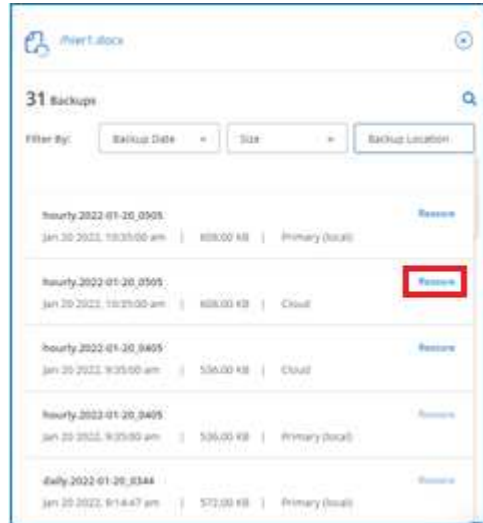 /hier1.docx
31 Backups
Filter By: Backup Date Size Backup Location
hourly.2022-01-20_0505 Restore
Jan 20 2022, 10:35:00 am | 608.00 KB | Primary (local)
hourly.2022-01-20_0505 Restore
Jan 20 2022, 10:35:00 am | 608.00 KB | Cloud
hourly.2022-01-20_0405 Restore
Jan 20 2022, 9:35:00 am | 536.00 KB | Cloud
hourly.2022-01-20_0405 Restore
Jan 20 2022, 9:35:00 am | 536.00 KB | Primary (local)
daily.2022-01-20_0344 Restore
Jan 20 2022, 9:14:47 am | 572.00 KB | Primary (local)